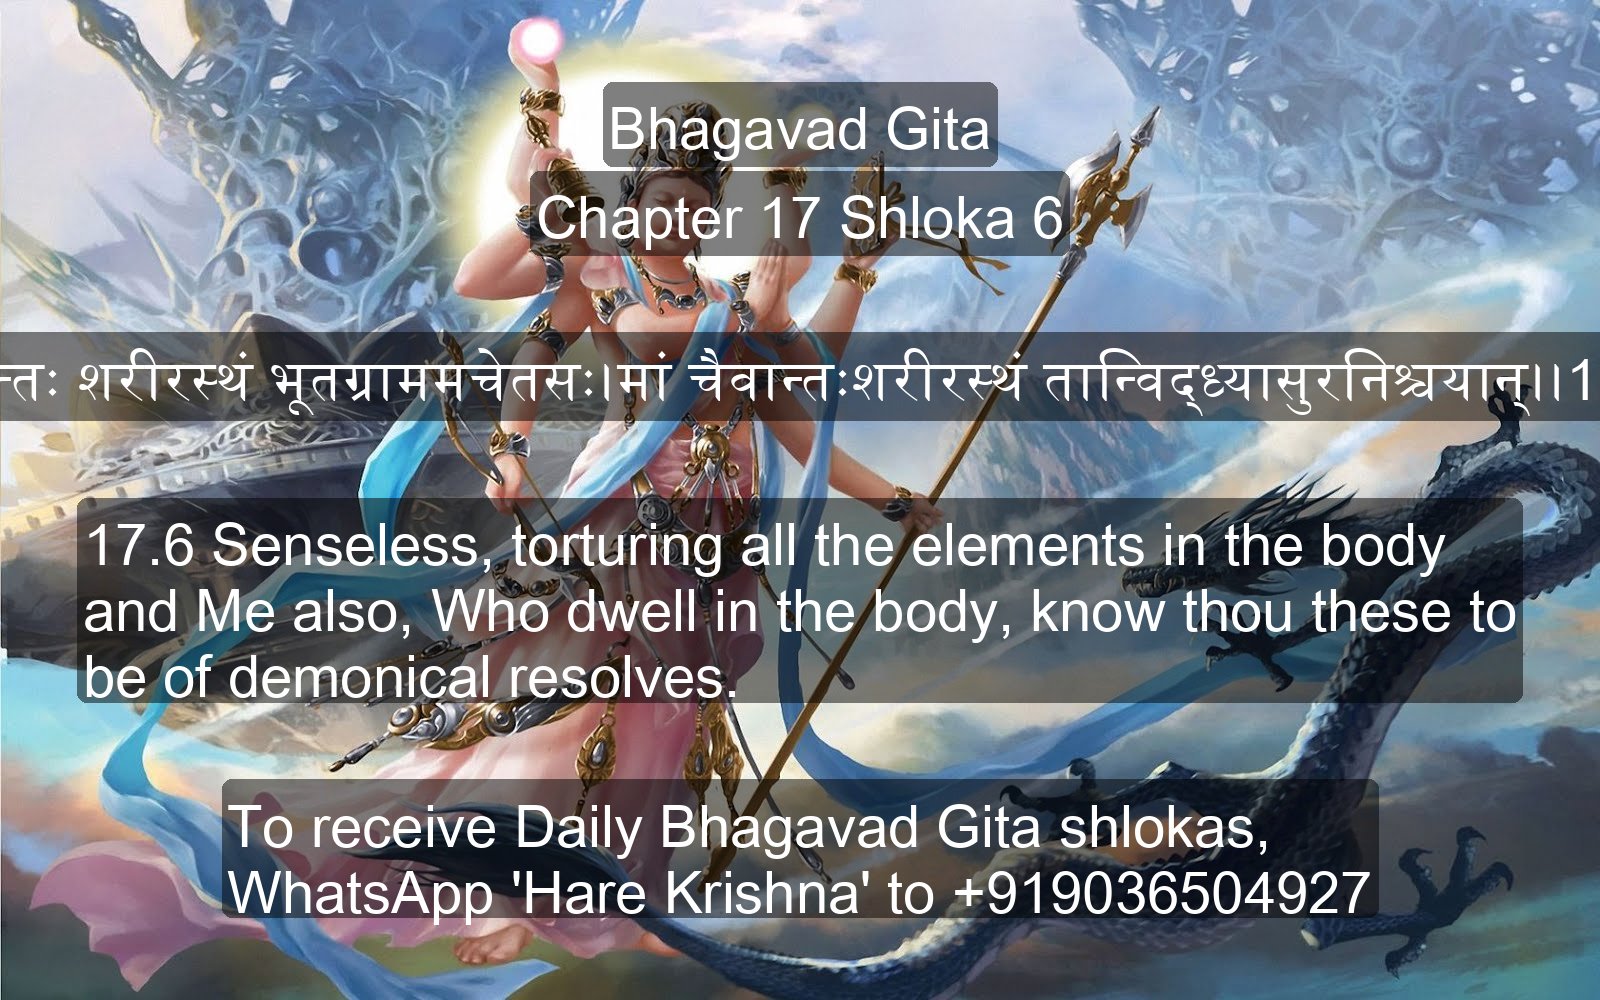 Bhagavad Gita
Chapter 17 Shloka 6
शरीरस्थं भूतग्राममचेतसः।मां चैवान्तःशरीरस्थं तान्विद्ध्यासुरनिश्चयान्।।1
17.6 Senseless, torturing all the elements in the body
and Me also, Who dwell in the body, know thou these to
be of demonical resolves.
To receive Daily Bhagavad Gita shlokas,
WhatsApp 'Hare Krishna' to +919036504927